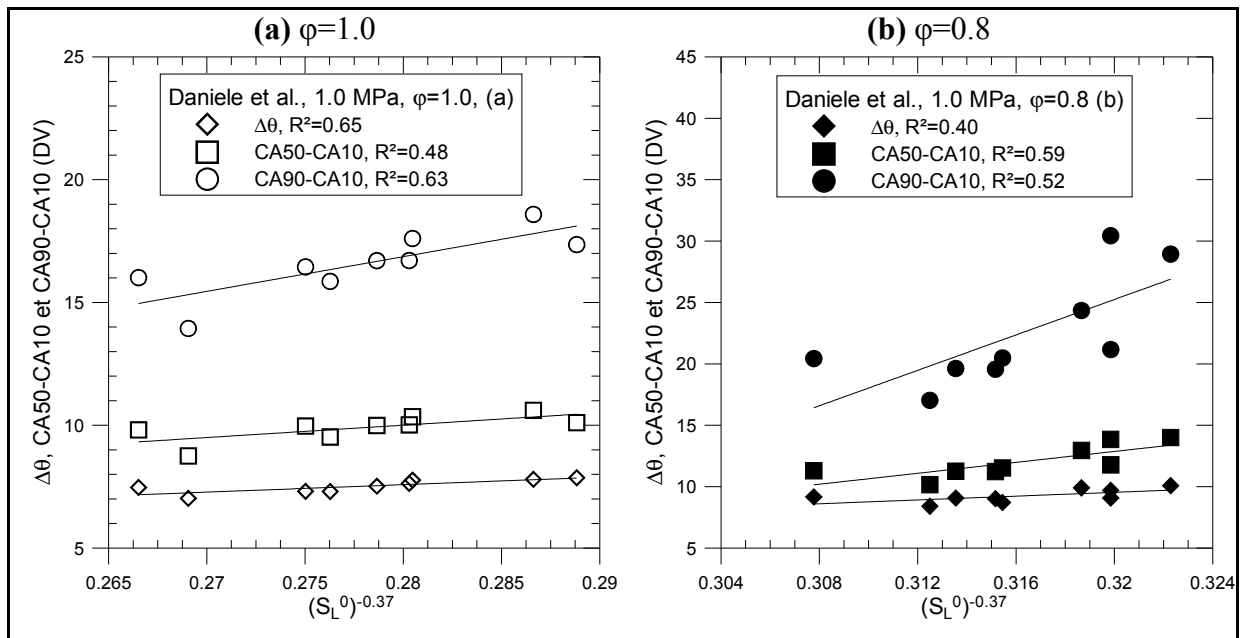 (a) φ=1.0
Δθ, CA50-CA10 et CA90-CA10 (DV)
25
20
15
10
5
Daniele et al., 1.0 MPa, φ=1.0, (a)
Δθ, R²=0.65
CA50-CA10, R²=0.48
CA90-CA10, R²=0.63
0.265 0.27 0.275 0.28 0.285 0.29
(S_L^0)^-0.37
(b) φ=0.8
Δθ, CA50-CA10 et CA90-CA10 (DV)
45
40
35
30
25
20
15
10
5
Daniele et al., 1.0 MPa, φ=0.8 (b)
Δθ, R²=0.40
CA50-CA10, R²=0.59
CA90-CA10, R²=0.52
0.304 0.308 0.312 0.316 0.32 0.324
(S_L^0)^-0.37